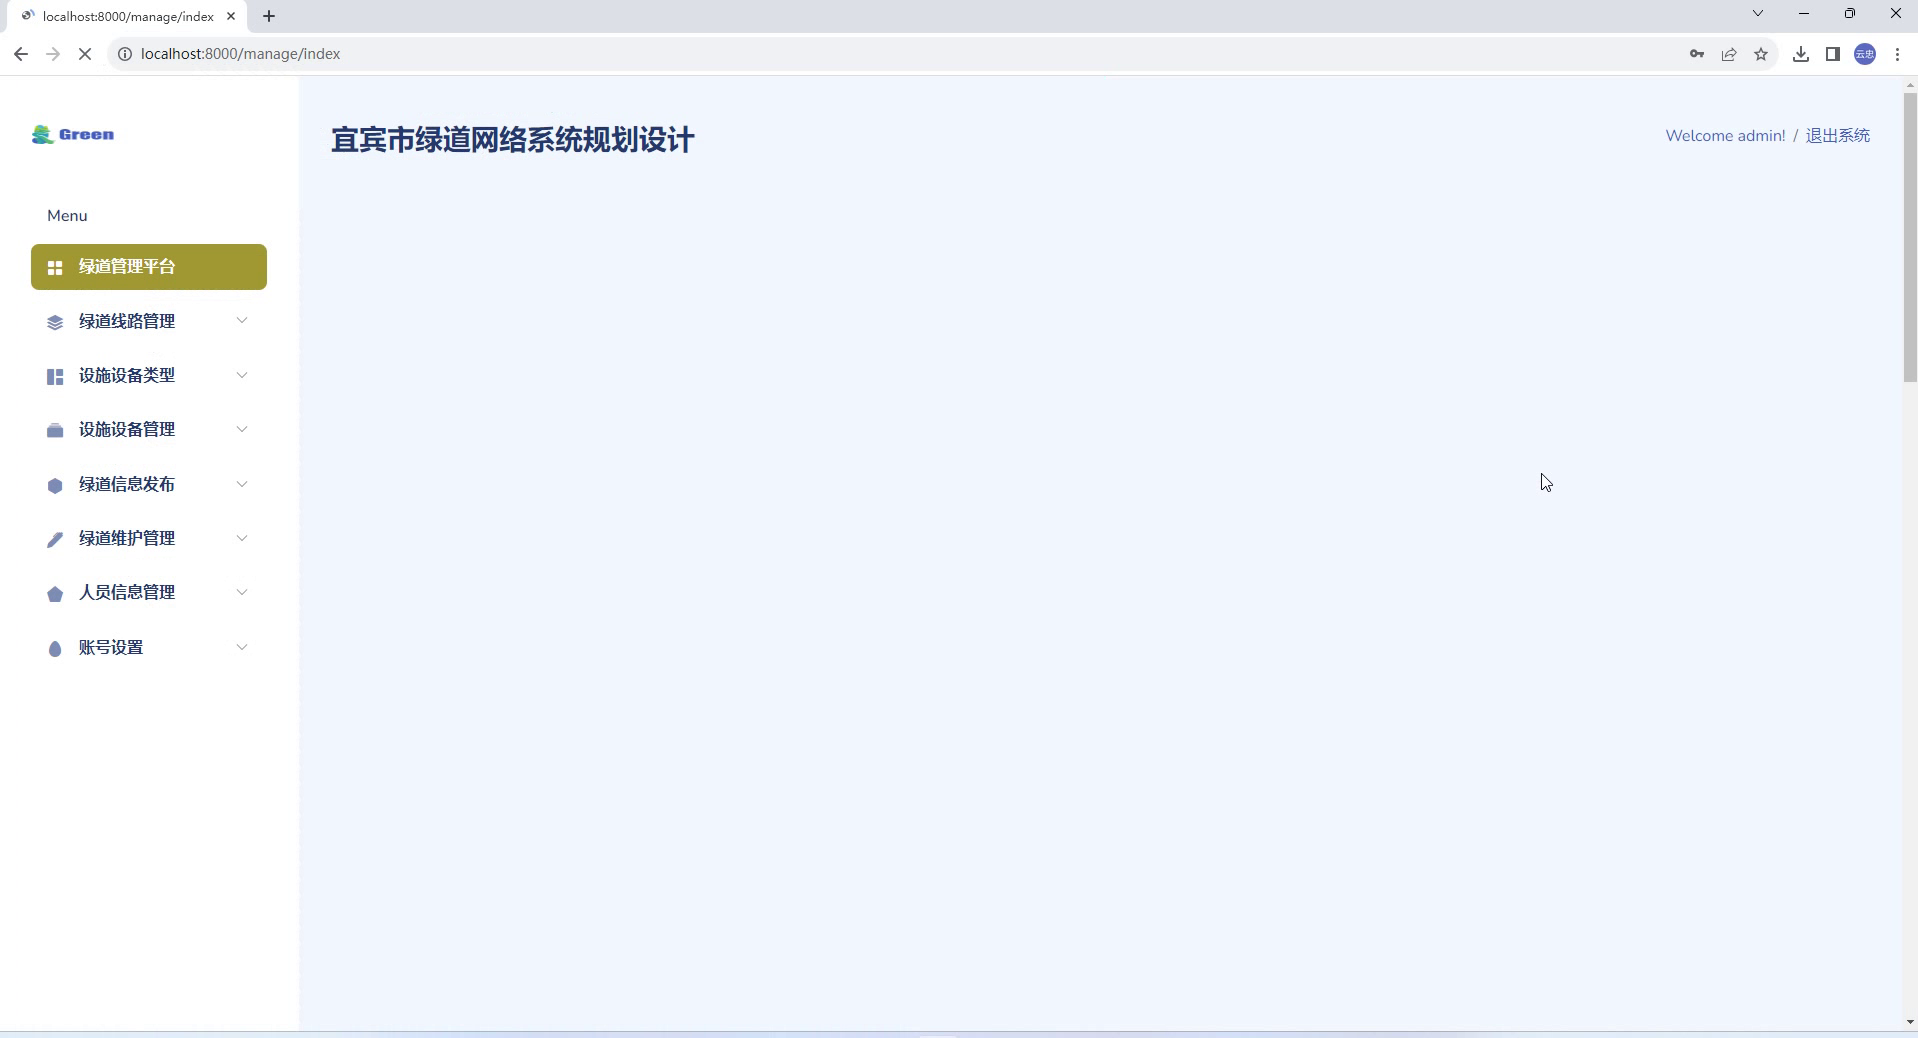 localhost:8000/manage/index
localhost:8000/manage/index
云忠
Green
宜宾市绿道网络系统规划设计
Welcome admin! / 退出系统
Menu
绿道管理平台
绿道线路管理
设施设备类型
设施设备管理
绿道信息发布
绿道维护管理
人员信息管理
账号设置